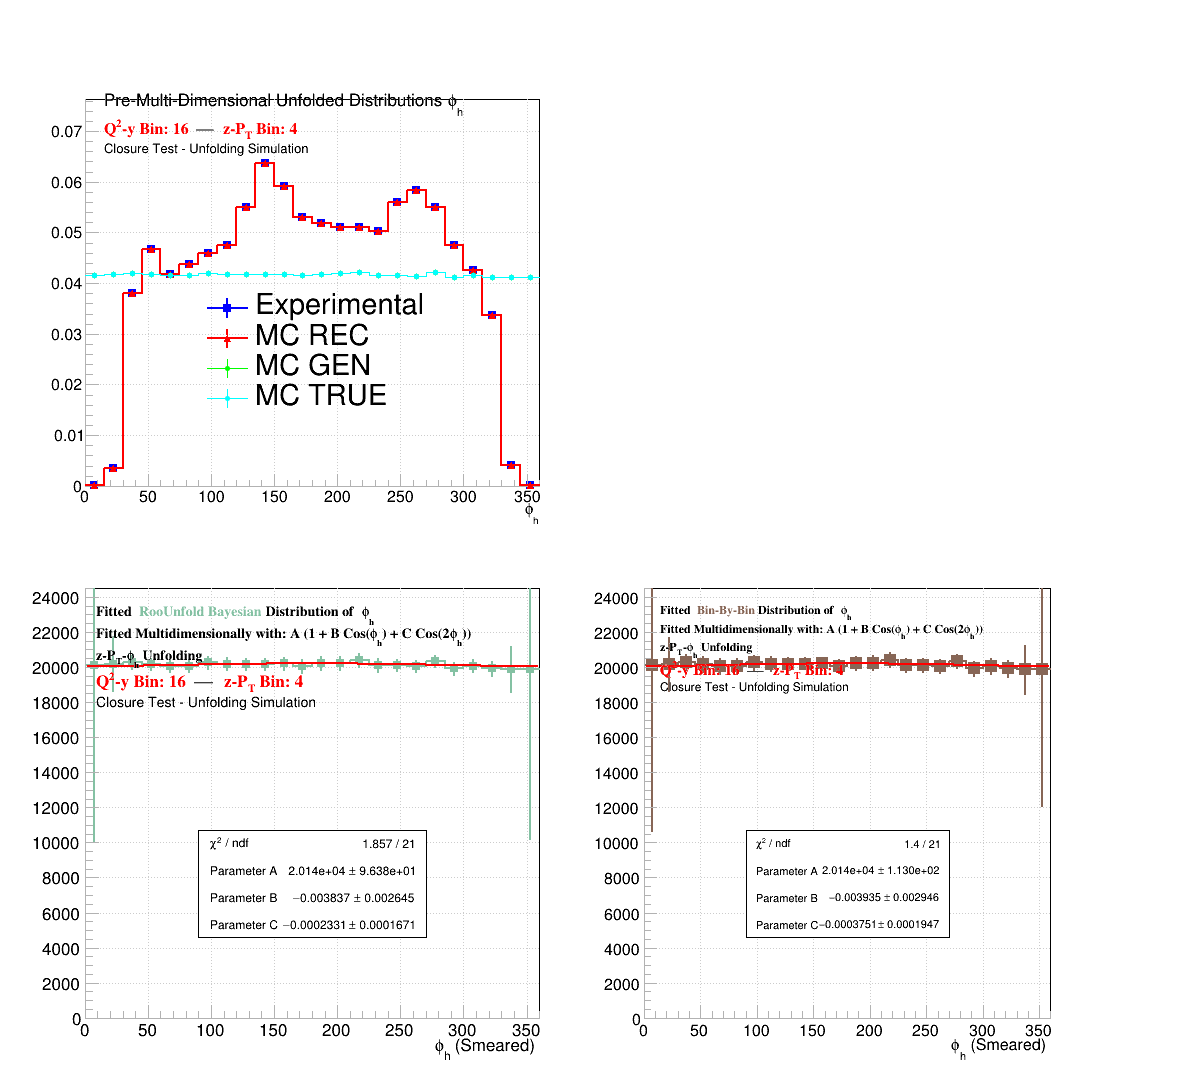 Pre-Multi-Dimensional Unfolded Distributions ϕh
Q²-y Bin: 16 — z-PT Bin: 4
Closure Test - Unfolding Simulation
0.07
0.06
0.05
0.04
0.03
0.02
0.01
0
Experimental
MC REC
MC GEN
MC TRUE
0 50 100 150 200 250 300 350
ϕh
24000
22000
20000
18000
16000
14000
12000
10000
8000
6000
4000
2000
0
Fitted RooUnfold Bayesian Distribution of ϕh
Fitted Multidimensionally with: A (1 + B Cos(ϕh) + C Cos(2ϕh))
z-PT-ϕh Unfolding
Q²-y Bin: 16 — z-PT Bin: 4
Closure Test - Unfolding Simulation
χ² / ndf 1.857 / 21
Parameter A 2.014e+04 ± 9.638e+01
Parameter B −0.003837 ± 0.002645
Parameter C −0.0002331 ± 0.0001671
0 50 100 150 200 250 300 350
ϕh (Smeared)
24000
22000
20000
18000
16000
14000
12000
10000
8000
6000
4000
2000
0
Fitted Bin-By-Bin Distribution of ϕh
Fitted Multidimensionally with: A (1 + B Cos(ϕh) + C Cos(2ϕh))
z-PT-ϕh Unfolding
Q²-y Bin: 16 — z-PT Bin: 4
Closure Test - Unfolding Simulation
χ² / ndf 1.4 / 21
Parameter A 2.014e+04 ± 1.130e+02
Parameter B −0.003935 ± 0.002946
Parameter C −0.0003751 ± 0.0001947
0 50 100 150 200 250 300 350
ϕh (Smeared)